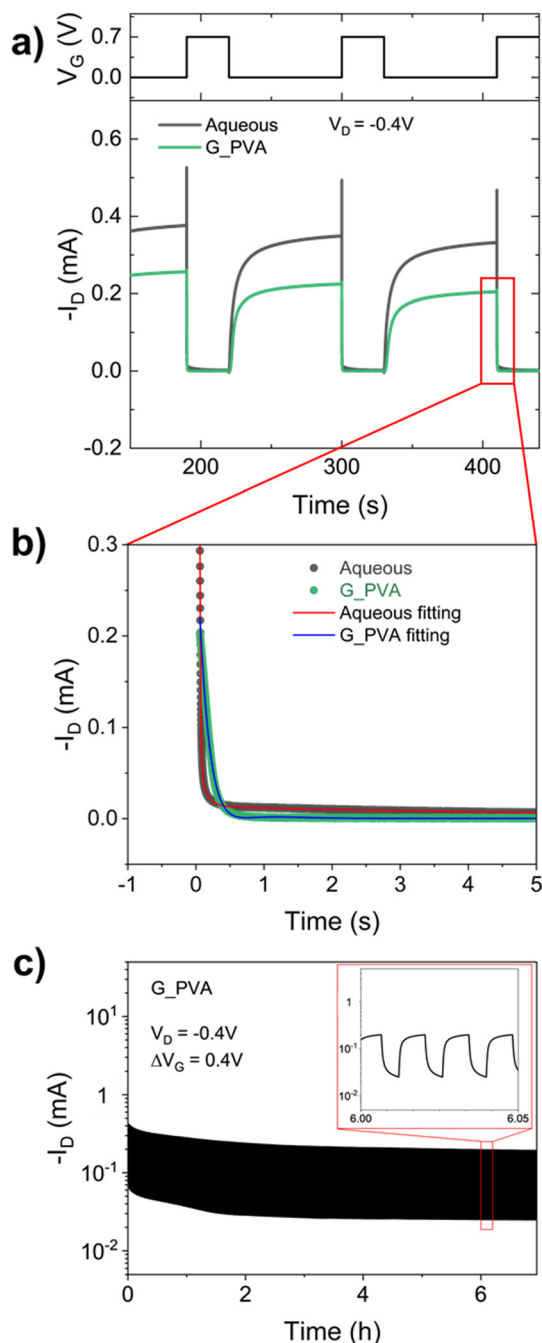 a)
V_G (V)
0.7
0.0
Aqueous
G_PVA
V_D = -0.4V
-I_D (mA)
0.6
0.4
0.2
0.0
-0.2
200
300
400
Time (s)
b)
-I_D (mA)
0.3
0.2
0.1
0.0
Aqueous
G_PVA
Aqueous fitting
G_PVA fitting
-1 0 1 2 3 4 5
Time (s)
c)
G_PVA
V_D = -0.4V
ΔV_G = 0.4V
-I_D (mA)
10^1
1
10^-1
10^-2
1
10^-1
10^-2
6.00 6.05
0 2 4 6
Time (h)